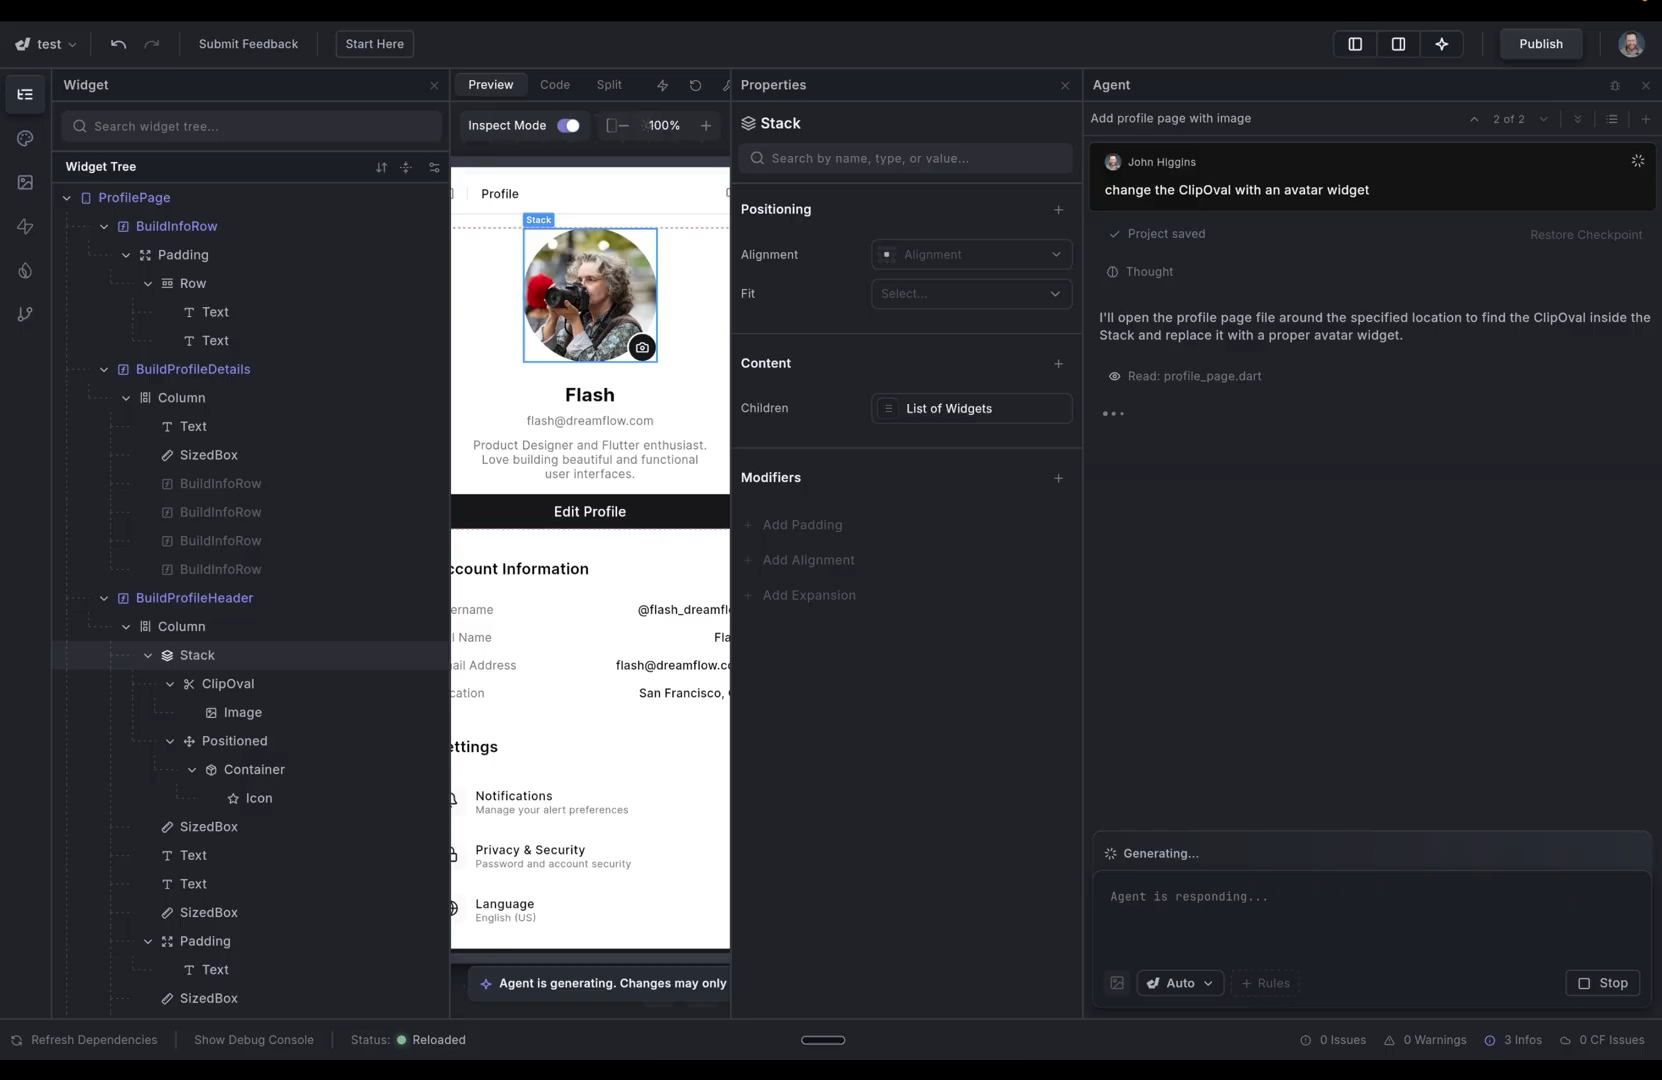 test
Submit Feedback
Start Here
Publish
Widget
Search widget tree...
Widget Tree
ProfilePage
BuildInfoRow
Padding
Row
Text
Text
BuildProfileDetails
Column
Text
SizedBox
BuildInfoRow
BuildInfoRow
BuildInfoRow
BuildInfoRow
BuildProfileHeader
Column
Stack
ClipOval
Image
Positioned
Container
Icon
SizedBox
Text
Text
SizedBox
Padding
Text
SizedBox
Preview Code Split
Inspect Mode 100%
Profile
Stack
Flash
flash@dreamflow.com
Product Designer and Flutter enthusiast.
Love building beautiful and functional
user interfaces.
Edit Profile
ccount Information
ername @flash_dreamfl
l Name Fla
ail Address flash@dreamflow.c
cation San Francisco,
ettings
Notifications
Manage your alert preferences
Privacy & Security
Password and account security
Language
English (US)
Agent is generating. Changes may only
Properties
Stack
Search by name, type, or value...
Positioning
Alignment Alignment
Fit Select...
Content
Children List of Widgets
Modifiers
+ Add Padding
+ Add Alignment
+ Add Expansion
Agent
Add profile page with image 2 of 2
John Higgins
change the ClipOval with an avatar widget
Project saved Restore Checkpoint
Thought
I'll open the profile page file around the specified location to find the ClipOval inside the
Stack and replace it with a proper avatar widget.
Read: profile_page.dart
Generating...
Agent is responding...
Auto + Rules Stop
Refresh Dependencies Show Debug Console Status: Reloaded
0 Issues 0 Warnings 3 Infos 0 CF Issues